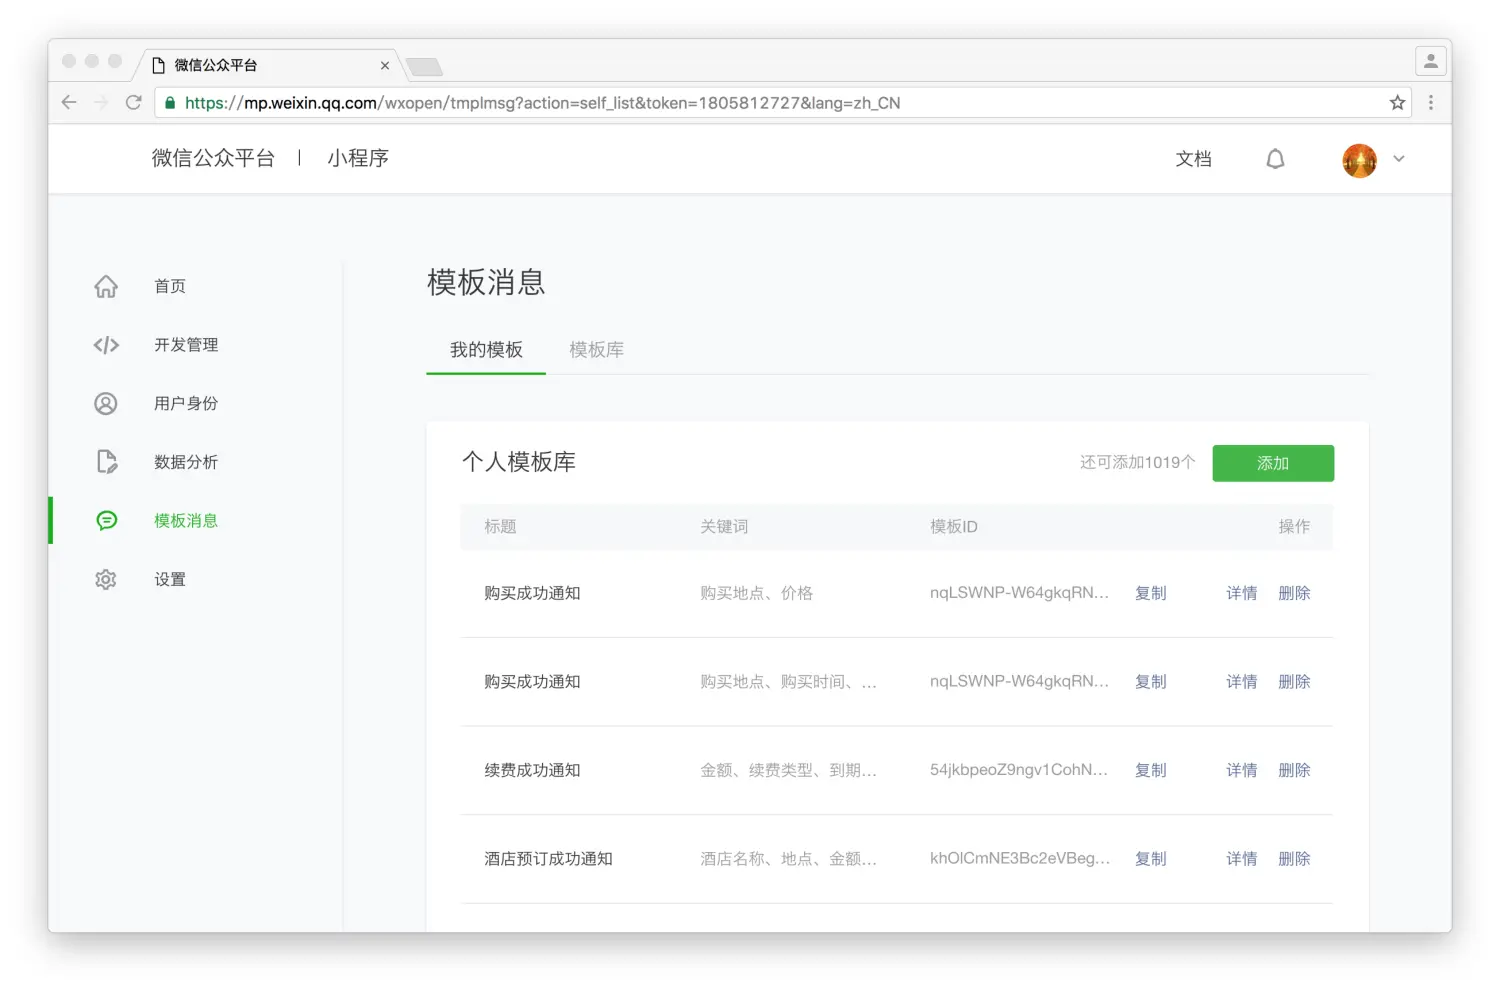 微信公众平台
https://mp.weixin.qq.com/wxopen/tmplmsg?action=self_list&token=1805812727&lang=zh_CN
微信公众平台 | 小程序 文档
首页
开发管理
用户身份
数据分析
模板消息
设置
模板消息
我的模板 模板库
个人模板库 还可添加1019个 添加
标题 关键词 模板ID 操作
购买成功通知 购买地点、价格 nqLSWNP-W64gkqRN... 复制 详情 删除
购买成功通知 购买地点、购买时间、... nqLSWNP-W64gkqRN... 复制 详情 删除
续费成功通知 金额、续费类型、到期... 54jkbpeoZ9ngv1CohN... 复制 详情 删除
酒店预订成功通知 酒店名称、地点、金额... khOlCmNE3Bc2eVBeg... 复制 详情 删除